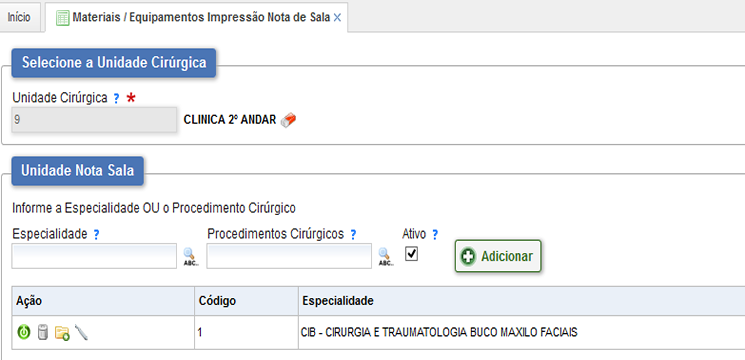 Início
Materiais / Equipamentos Impressão Nota de Sala X
Selecione a Unidade Cirúrgica
Unidade Cirúrgica ? *
9 CLINICA 2º ANDAR
Unidade Nota Sala
Informe a Especialidade OU o Procedimento Cirúrgico
Especialidade ? Procedimentos Cirúrgicos ? Ativo ?
ABC.. ABC.. Adicionar
Ação Código Especialidade
1 CIB - CIRURGIA E TRAUMATOLOGIA BUCO MAXILO FACIAIS